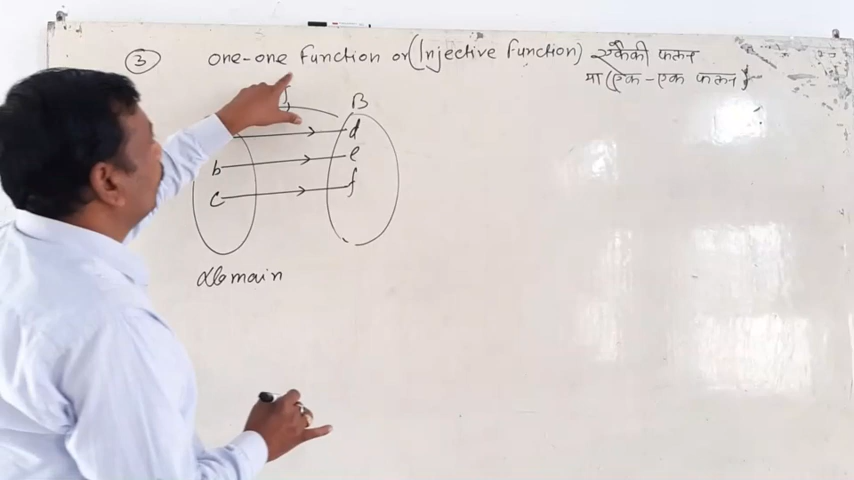 3 one-one function or (Injective function) एकैकी फलन
या (एक-एक फलन)
f B
d
b e
c f
domain